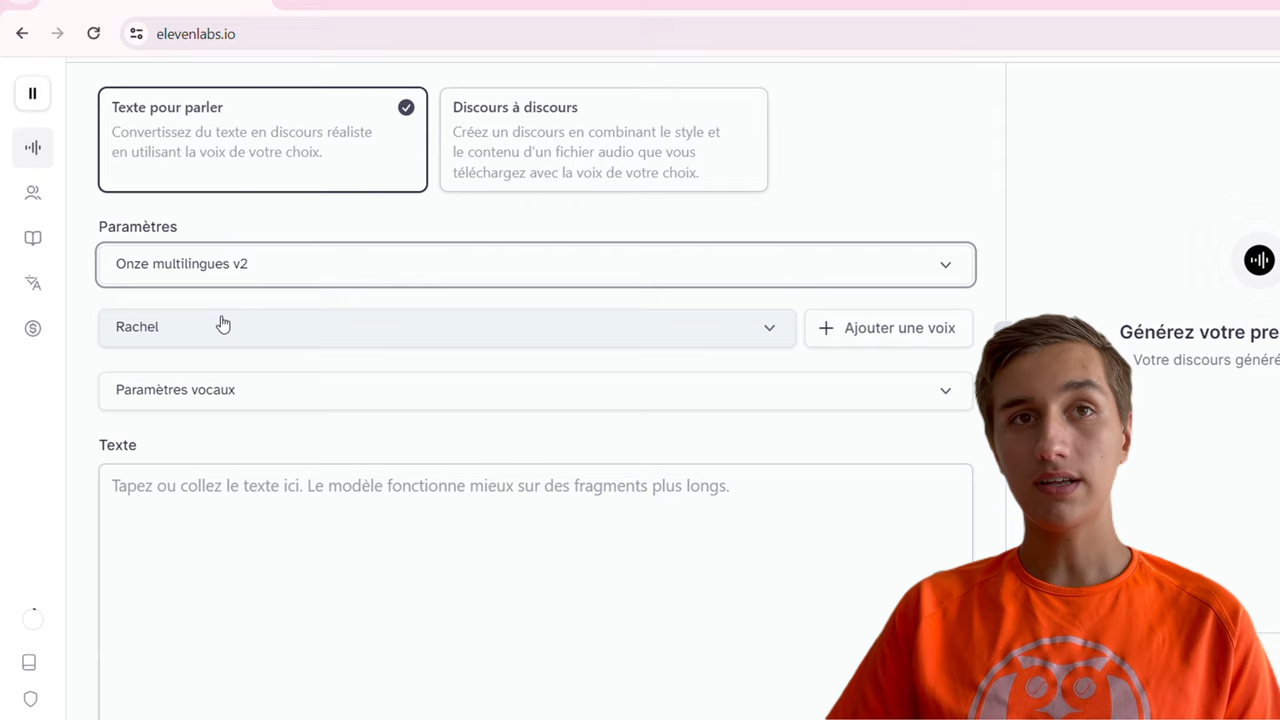 elevenlabs.io
Texte pour parler
Convertissez du texte en discours réaliste
en utilisant la voix de votre choix.
Discours à discours
Créez un discours en combinant le style et
le contenu d'un fichier audio que vous
téléchargez avec la voix de votre choix.
Paramètres
Onze multilingues v2
Rachel
Ajouter une voix
Paramètres vocaux
Texte
Tapez ou collez le texte ici. Le modèle fonctionne mieux sur des fragments plus longs.
Générez votre pre
Votre discours généré